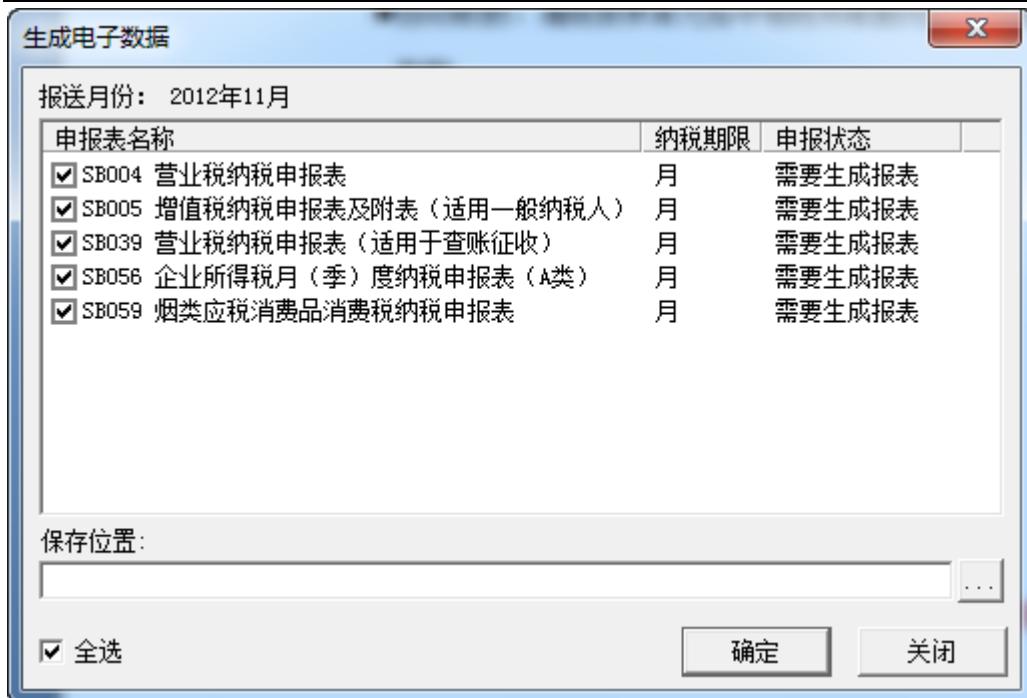 生成电子数据
报送月份： 2012年11月
申报表名称 纳税期限 申报状态
SB004 营业税纳税申报表 月 需要生成报表
SB005 增值税纳税申报表及附表（适用一般纳税人） 月 需要生成报表
SB039 营业税纳税申报表（适用于查账征收） 月 需要生成报表
SB056 企业所得税月（季）度纳税申报表（A类） 月 需要生成报表
SB059 烟类应税消费品消费税纳税申报表 月 需要生成报表
保存位置:
...
全选 确定 关闭